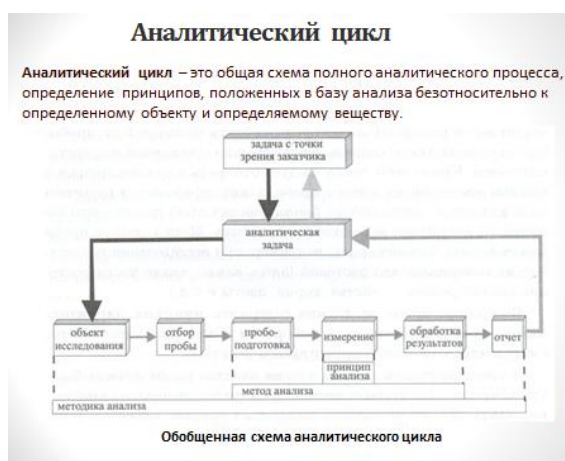 Аналитический цикл
Аналитический цикл – это общая схема полного аналитического процесса,
определение принципов, положенных в базу анализа безотносительно к
определенному объекту и определяемому веществу.
задача с точки
зрения заказчика
аналитическая
задача
объект
исследования
отбор
пробы
пробо-
подготовка
измерение
обработка
результатов
отчет
принцип
анализа
метод анализа
методика анализа
Обобщенная схема аналитического цикла